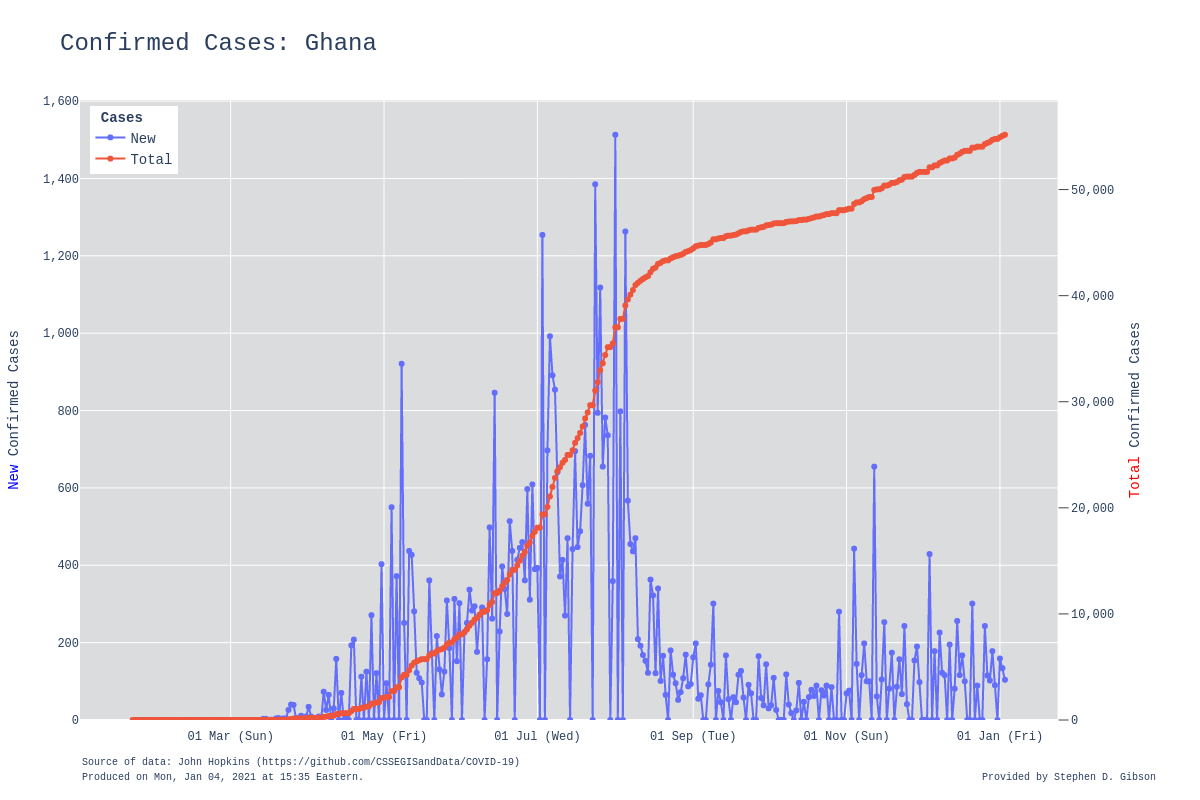 Confirmed Cases: Ghana
Cases
New
Total
1,600
1,400
1,200
1,000
800
600
400
200
0
50,000
40,000
30,000
20,000
10,000
0
New Confirmed Cases
Total Confirmed Cases
01 Mar (Sun)
01 May (Fri)
01 Jul (Wed)
01 Sep (Tue)
01 Nov (Sun)
01 Jan (Fri)
Source of data: John Hopkins (https://github.com/CSSEGISandData/COVID-19)
Produced on Mon, Jan 04, 2021 at 15:35 Eastern.
Provided by Stephen D. Gibson